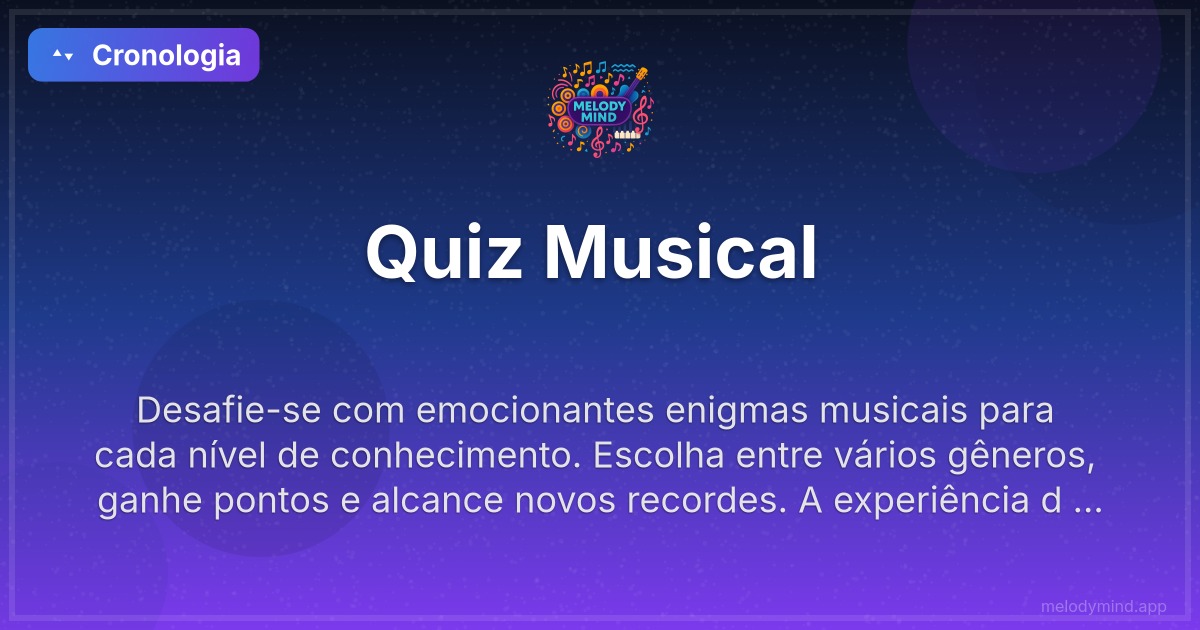 Cronologia
MELODY
MIND
Quiz Musical
Desafie-se com emocionantes enigmas musicais para
cada nível de conhecimento. Escolha entre vários gêneros,
ganhe pontos e alcance novos recordes. A experiência d ...
melodymind.app